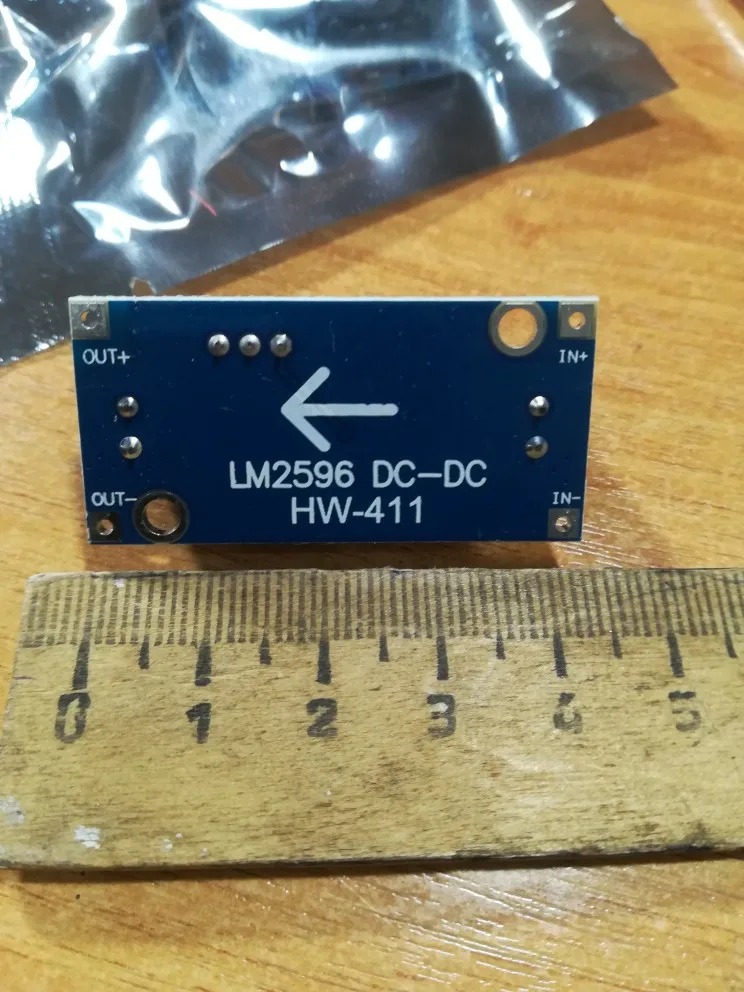 OUT+
IN+
LM2596 DC-DC
OUT-
IN-
HW-411
0 1 2 3 4 5